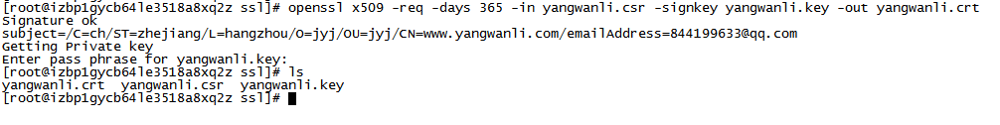 [root@izbp1gycb64le3518a8xq2z ssl]# openssl x509 -req -days 365 -in yangwanli.csr -signkey yangwanli.key -out yangwanli.crt
Signature ok
subject=/C=ch/ST=zhejiang/L=hangzhou/O=jyj/OU=jyj/CN=www.yangwanli.com/emailAddress=844199633@qq.com
Getting Private key
Enter pass phrase for yangwanli.key:
[root@izbp1gycb64le3518a8xq2z ssl]# ls
yangwanli.crt  yangwanli.csr  yangwanli.key
[root@izbp1gycb64le3518a8xq2z ssl]#